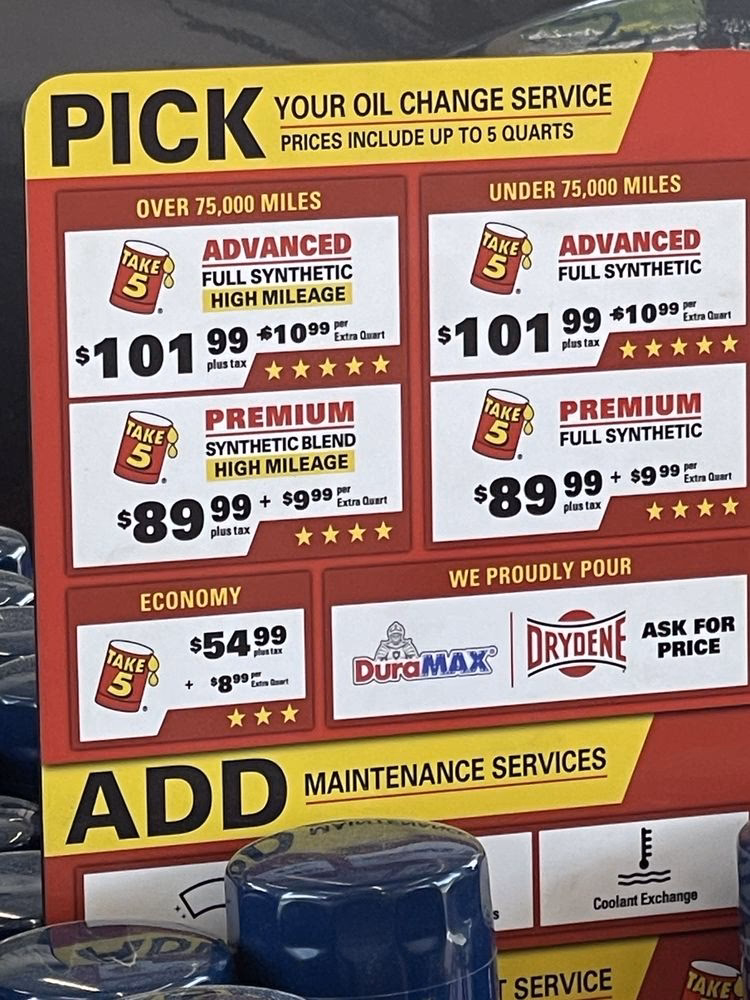 PICK YOUR OIL CHANGE SERVICE
PRICES INCLUDE UP TO 5 QUARTS
OVER 75,000 MILES
TAKE 5
ADVANCED
FULL SYNTHETIC
HIGH MILEAGE
$101 99 plus tax + $10 99 per Extra Quart
TAKE 5
PREMIUM
SYNTHETIC BLEND
HIGH MILEAGE
$89 99 plus tax + $9 99 per Extra Quart
UNDER 75,000 MILES
TAKE 5
ADVANCED
FULL SYNTHETIC
$101 99 plus tax + $10 99 per Extra Quart
TAKE 5
PREMIUM
FULL SYNTHETIC
$89 99 plus tax + $9 99 per Extra Quart
ECONOMY
TAKE 5
$54 99 plus tax
+ $8 99 per Extra Quart
WE PROUDLY POUR
DuraMAX
DRYDENE
ASK FOR
PRICE
ADD MAINTENANCE SERVICES
Coolant Exchange
SERVICE
TAKE